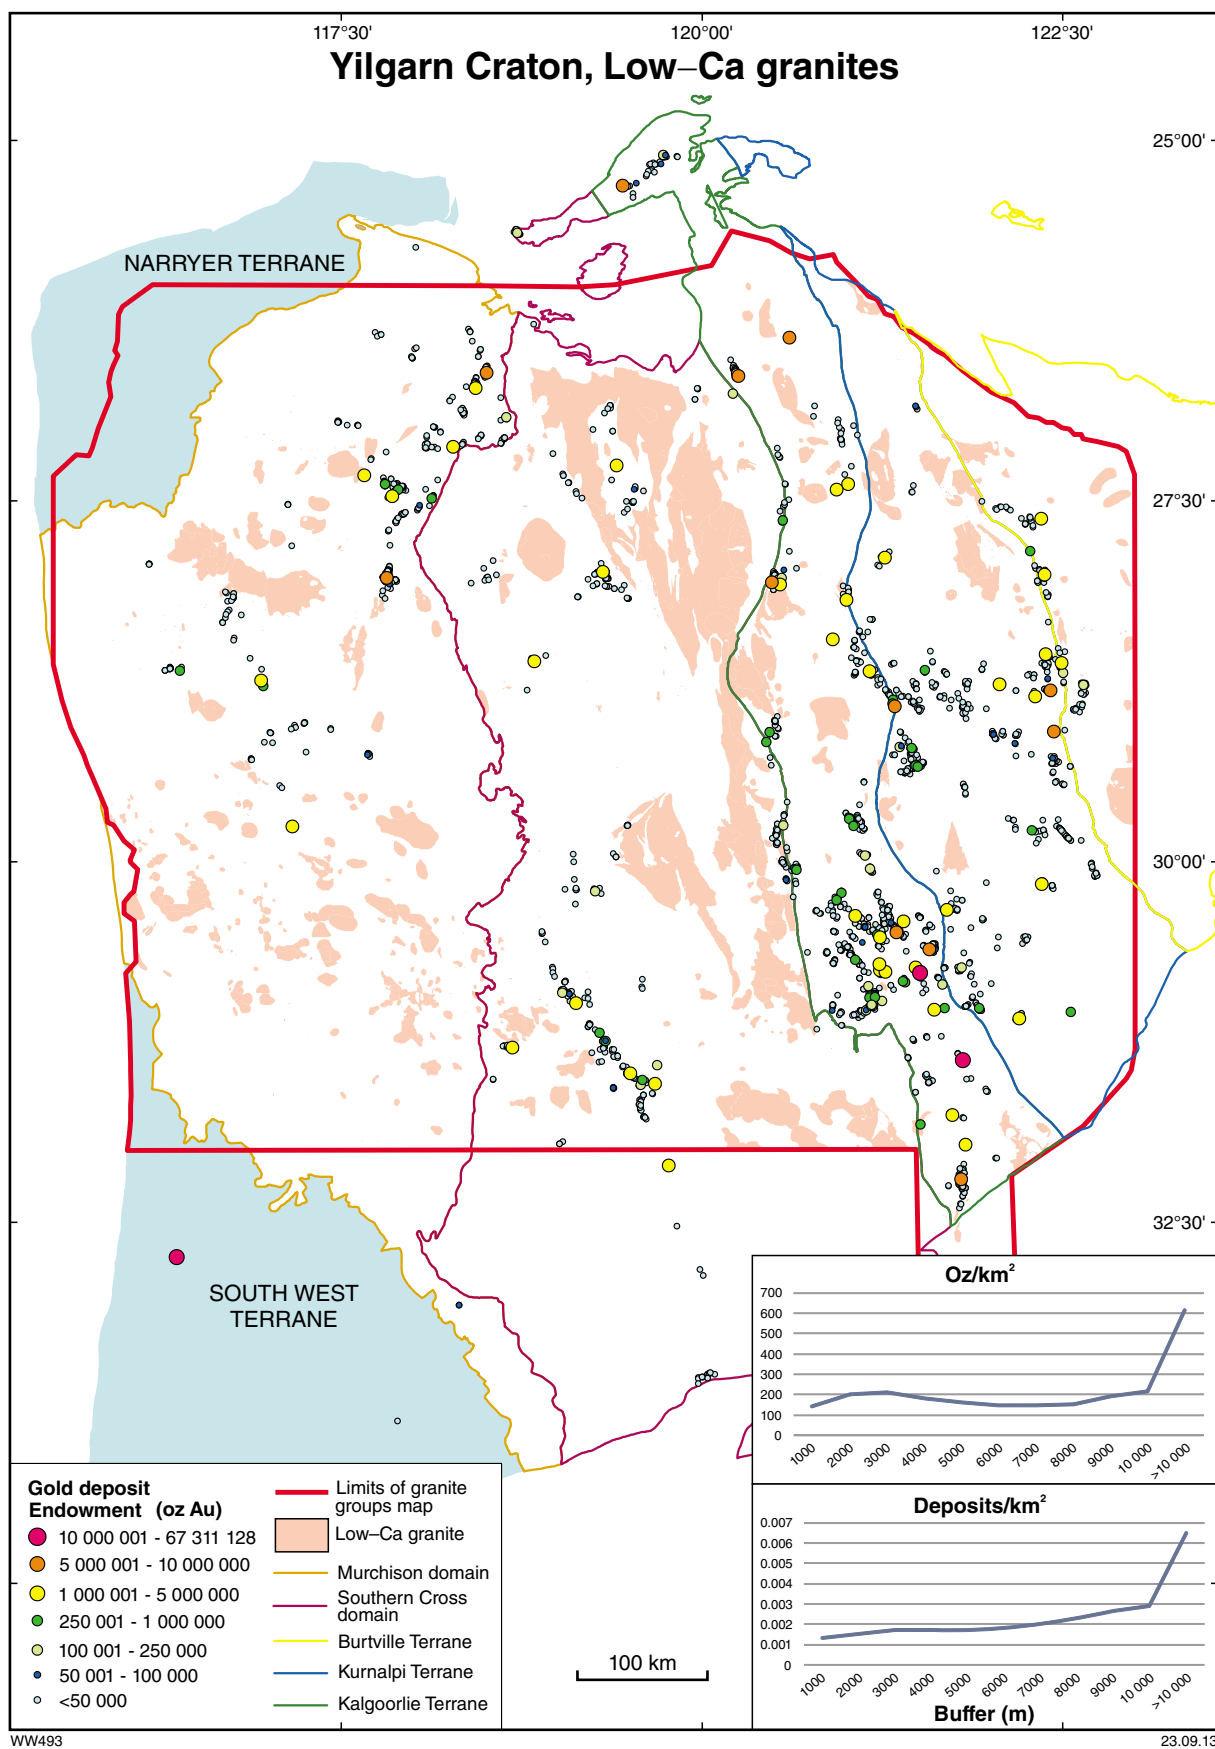 117°30'
120°00'
122°30'
Yilgarn Craton, Low–Ca granites
25°00'
NARRYER TERRANE
27°30'
30°00'
32°30'
SOUTH WEST
TERRANE
Oz/km²
700
600
500
400
300
200
100
0
1000
2000
3000
4000
5000
6000
7000
8000
9000
10 000
>10 000
Deposits/km²
0.007
0.006
0.005
0.004
0.003
0.002
0.001
0
1000
2000
3000
4000
5000
6000
7000
8000
9000
10 000
>10 000
Buffer (m)
Gold deposit
Endowment (oz Au)
10 000 001 - 67 311 128
5 000 001 - 10 000 000
1 000 001 - 5 000 000
250 001 - 1 000 000
100 001 - 250 000
50 001 - 100 000
<50 000
Limits of granite
groups map
Low–Ca granite
Murchison domain
Southern Cross
domain
Burtville Terrane
Kurnalpi Terrane
Kalgoorlie Terrane
100 km
WW493
23.09.13